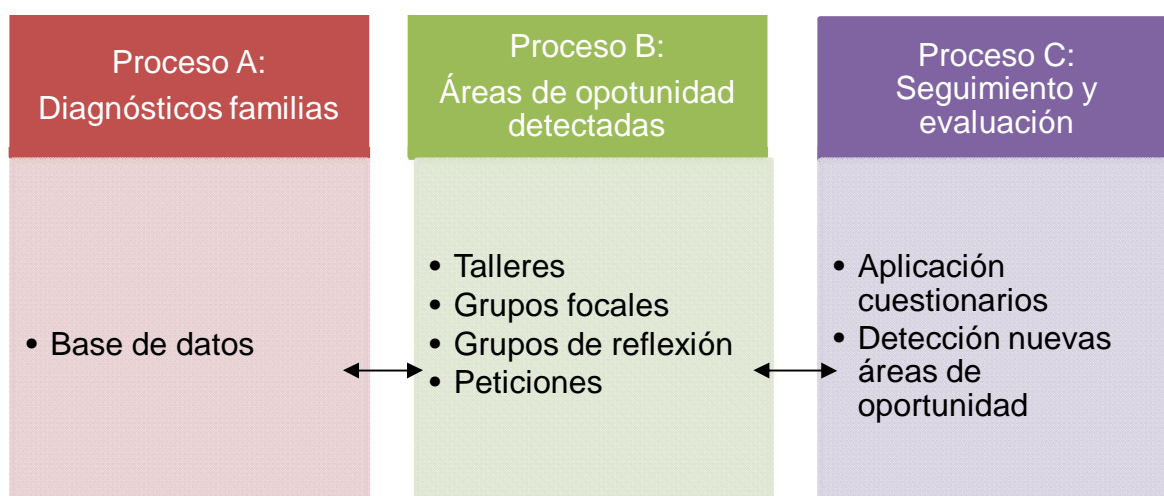 Proceso A:
Diagnósticos familias
Proceso B:
Áreas de opotunidad
detectadas
Proceso C:
Seguimiento y
evaluación
• Base de datos
• Talleres
• Grupos focales
• Grupos de reflexión
• Peticiones
• Aplicación
cuestionarios
• Detección nuevas
áreas de
oportunidad